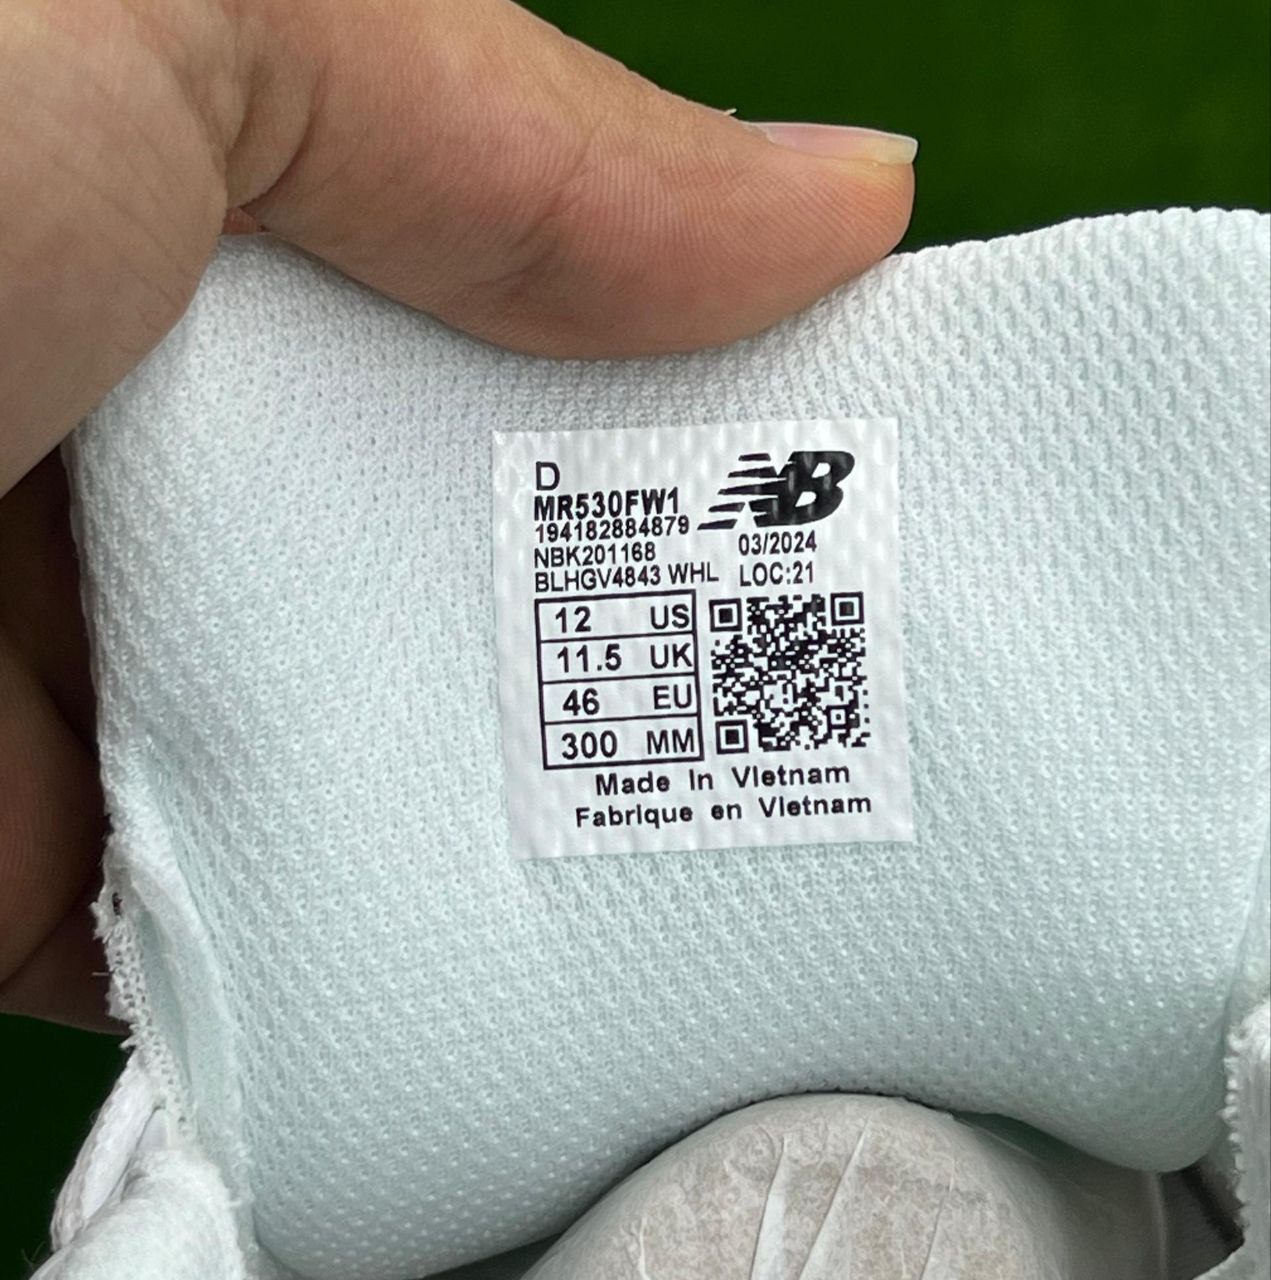 D
MR530FW1
194182884879
NBK201168
BLHGV4843 WHL
NB
03/2024
LOC:21
12 US
11.5 UK
46 EU
300 MM
Made In Vietnam
Fabrique en Vietnam